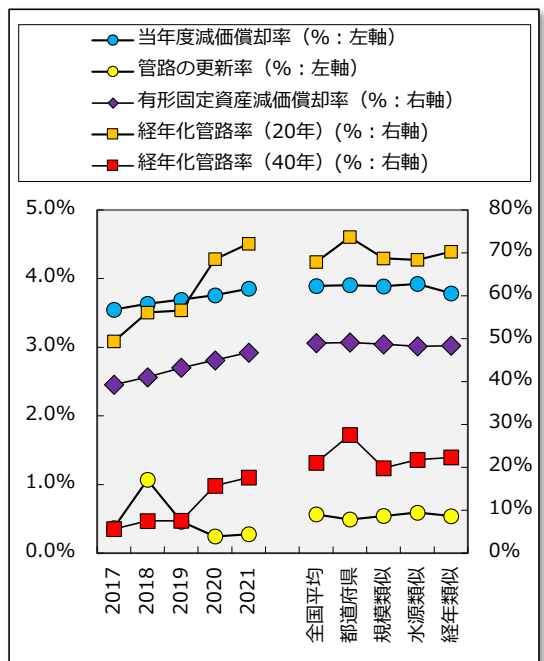 当年度減価償却率（%：左軸）
管路の更新率（%：左軸）
有形固定資産減価償却率（%：右軸）
経年化管路率（20年）(%：右軸)
経年化管路率（40年）(%：右軸)
5.0%
4.0%
3.0%
2.0%
1.0%
0.0%
80%
70%
60%
50%
40%
30%
20%
10%
0%
2017
2018
2019
2020
2021
全国平均
都道府県
規模類似
水源類似
経年類似